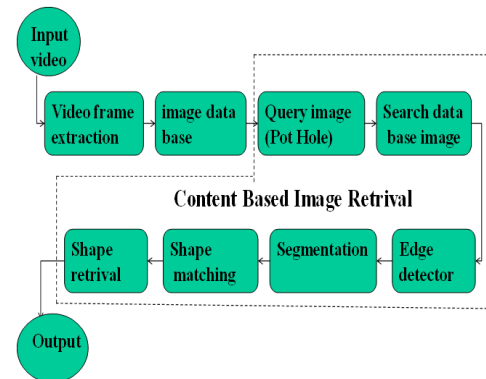 Input
video
Video frame
extraction
image data
base
Query image
(Pot Hole)
Search data
base image
Content Based Image Retrival
Edge
detector
Segmentation
Shape
matching
Shape
retrival
Output